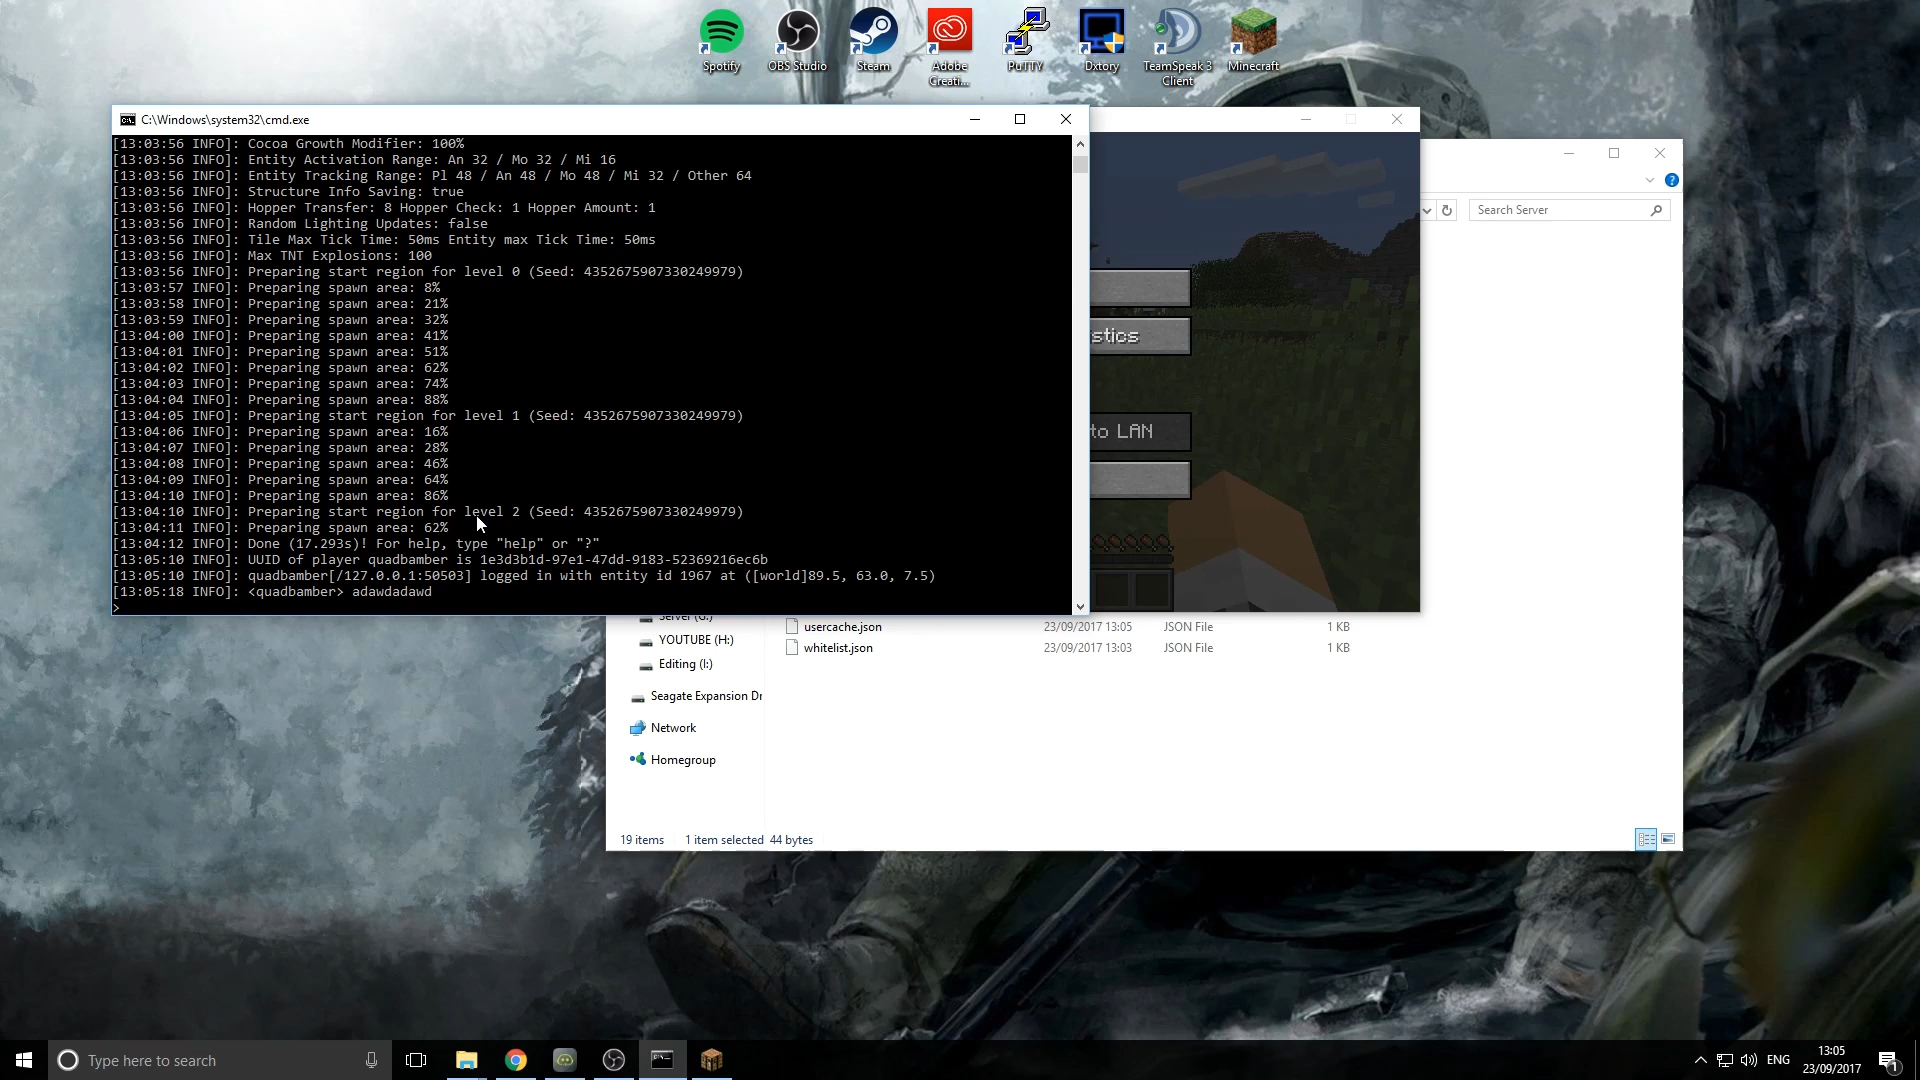 Spotify
OBS Studio
Steam
Adobe
Creati...
PuTTY
Dxtory
TeamSpeak 3
Client
Minecraft
C:\Windows\system32\cmd.exe
[13:03:56 INFO]: Cocoa Growth Modifier: 100%
[13:03:56 INFO]: Entity Activation Range: An 32 / Mo 32 / Mi 16
[13:03:56 INFO]: Entity Tracking Range: Pl 48 / An 48 / Mo 48 / Mi 32 / Other 64
[13:03:56 INFO]: Structure Info Saving: true
[13:03:56 INFO]: Hopper Transfer: 8 Hopper Check: 1 Hopper Amount: 1
[13:03:56 INFO]: Random Lighting Updates: false
[13:03:56 INFO]: Tile Max Tick Time: 50ms Entity max Tick Time: 50ms
[13:03:56 INFO]: Max TNT Explosions: 100
[13:03:56 INFO]: Preparing start region for level 0 (Seed: 4352675907330249979)
[13:03:57 INFO]: Preparing spawn area: 8%
[13:03:58 INFO]: Preparing spawn area: 21%
[13:03:59 INFO]: Preparing spawn area: 32%
[13:04:00 INFO]: Preparing spawn area: 41%
[13:04:01 INFO]: Preparing spawn area: 51%
[13:04:02 INFO]: Preparing spawn area: 62%
[13:04:03 INFO]: Preparing spawn area: 74%
[13:04:04 INFO]: Preparing spawn area: 88%
[13:04:05 INFO]: Preparing start region for level 1 (Seed: 4352675907330249979)
[13:04:06 INFO]: Preparing spawn area: 16%
[13:04:07 INFO]: Preparing spawn area: 28%
[13:04:08 INFO]: Preparing spawn area: 46%
[13:04:09 INFO]: Preparing spawn area: 64%
[13:04:10 INFO]: Preparing spawn area: 86%
[13:04:10 INFO]: Preparing start region for level 2 (Seed: 4352675907330249979)
[13:04:11 INFO]: Preparing spawn area: 62%
[13:04:12 INFO]: Done (17.293s)! For help, type "help" or "?"
[13:05:10 INFO]: UUID of player quadbamber is 1e3d3b1d-97e1-47dd-9183-52369216ec6b
[13:05:10 INFO]: quadbamber[/127.0.0.1:50503] logged in with entity id 1967 at ([world]89.5, 63.0, 7.5)
[13:05:18 INFO]: <quadbamber> adawdadawd
>
stics
to LAN
Search Server
Server (G:)
YOUTUBE (H:)
Editing (I:)
Seagate Expansion Dr
Network
Homegroup
usercache.json 23/09/2017 13:05 JSON File 1 KB
whitelist.json 23/09/2017 13:03 JSON File 1 KB
19 items 1 item selected 44 bytes
Type here to search
ENG
13:05
23/09/2017
1